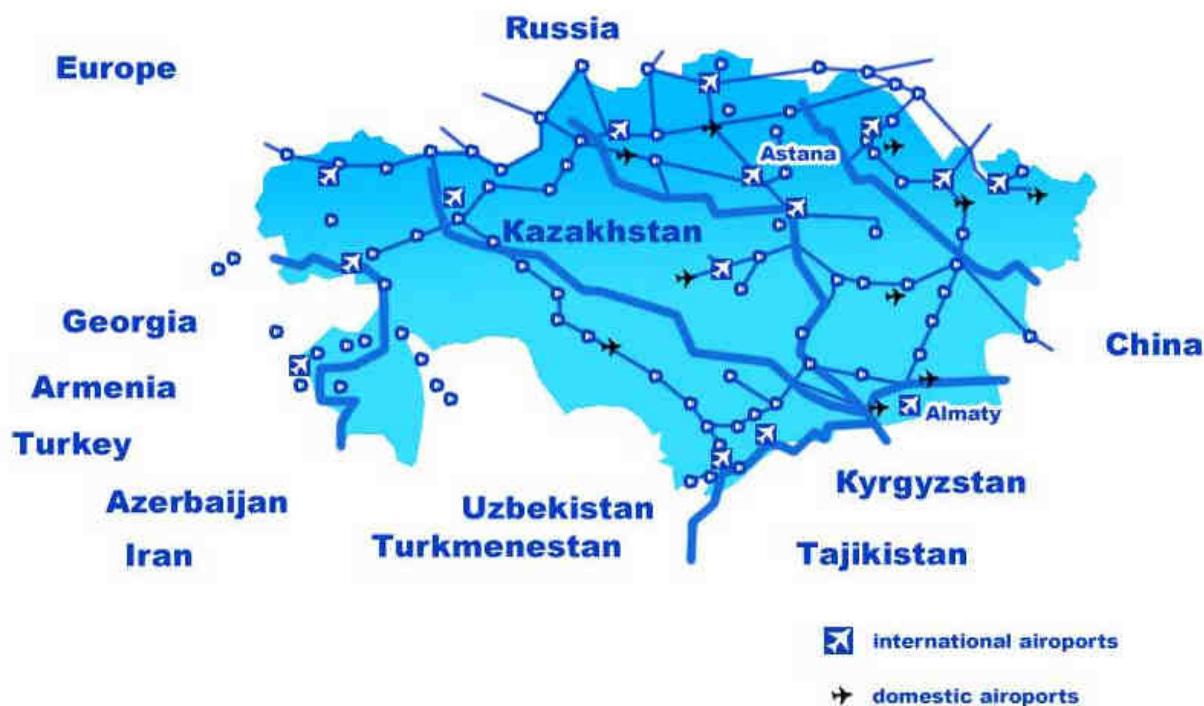 Russia
Europe
Astana
Kazakhstan
Georgia
China
Armenia
Almaty
Turkey
Kyrgyzstan
Azerbaijan
Uzbekistan
Turkmenestan
Iran
Tajikistan
international airoports
domestic airoports